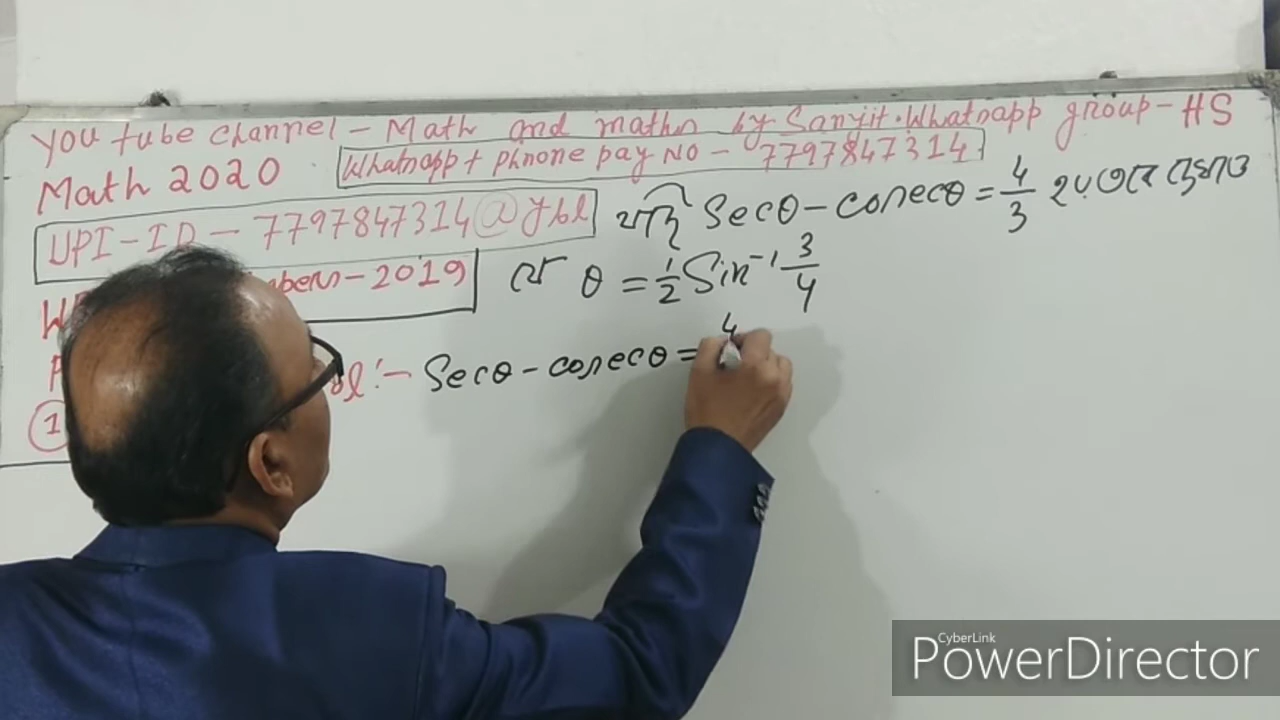 You tube channel - Math and maths by Sanjit. Whatsapp group - HS
Math 2020
Whatsapp + phnone pay NO - 7797847314
UPI-ID - 7797847314@ybl
যদি Secθ - cosecθ = 4/3 হয় তবে দেখাও
যে θ = 1/2 Sin⁻¹ 3/4
- 2019
Secθ - cosecθ = 4
①
CyberLink
PowerDirector